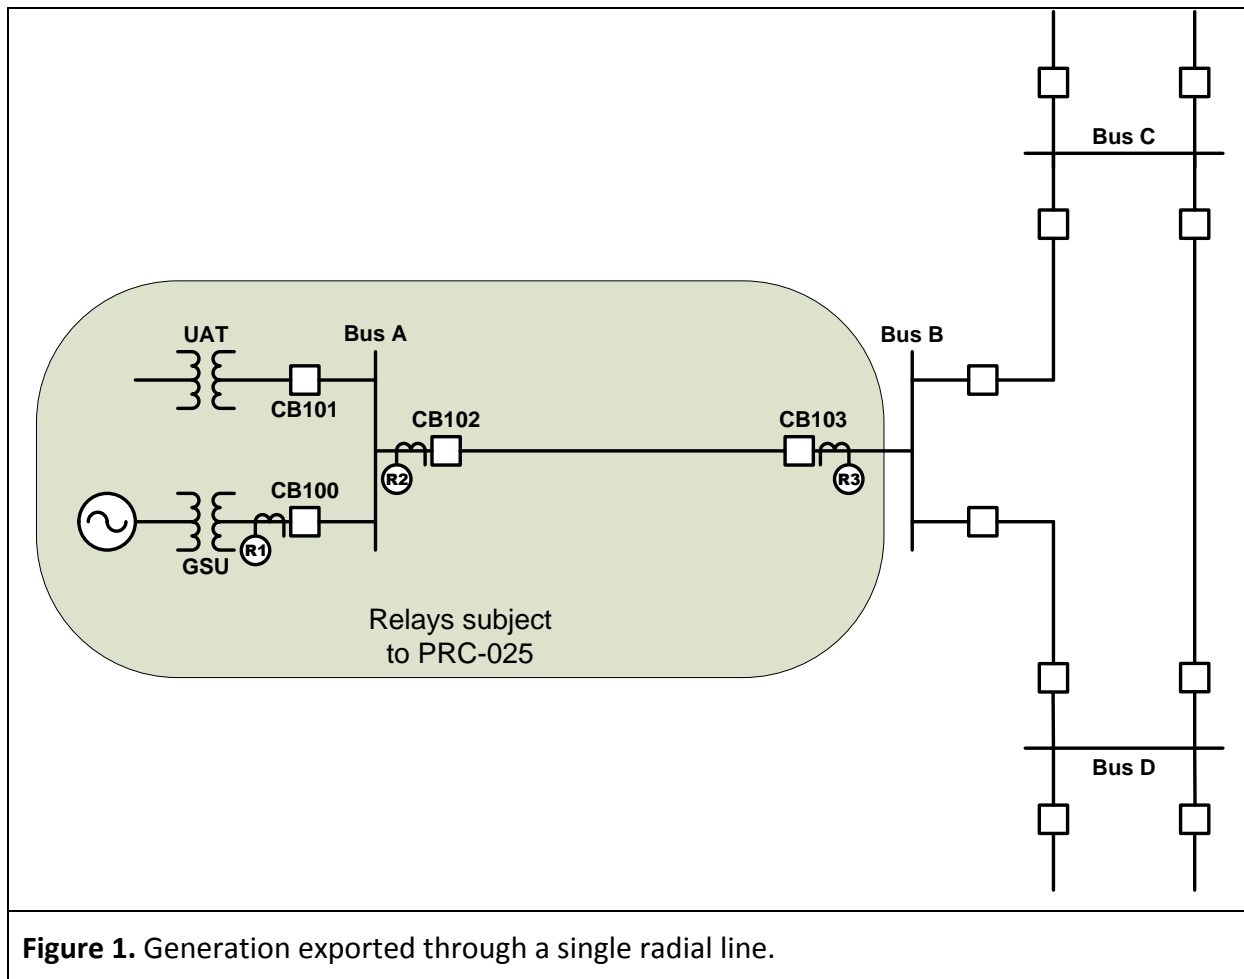 Bus C
UAT
Bus A
Bus B
CB101
CB102
CB103
R2
R3
CB100
R1
GSU
Relays subject
to PRC-025
Bus D
Figure 1. Generation exported through a single radial line.